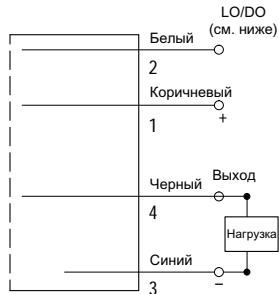 LO/DO
(см. ниже)
Белый
2
Коричневый
1
+
Черный
Выход
4
Нагрузка
Синий
3
–